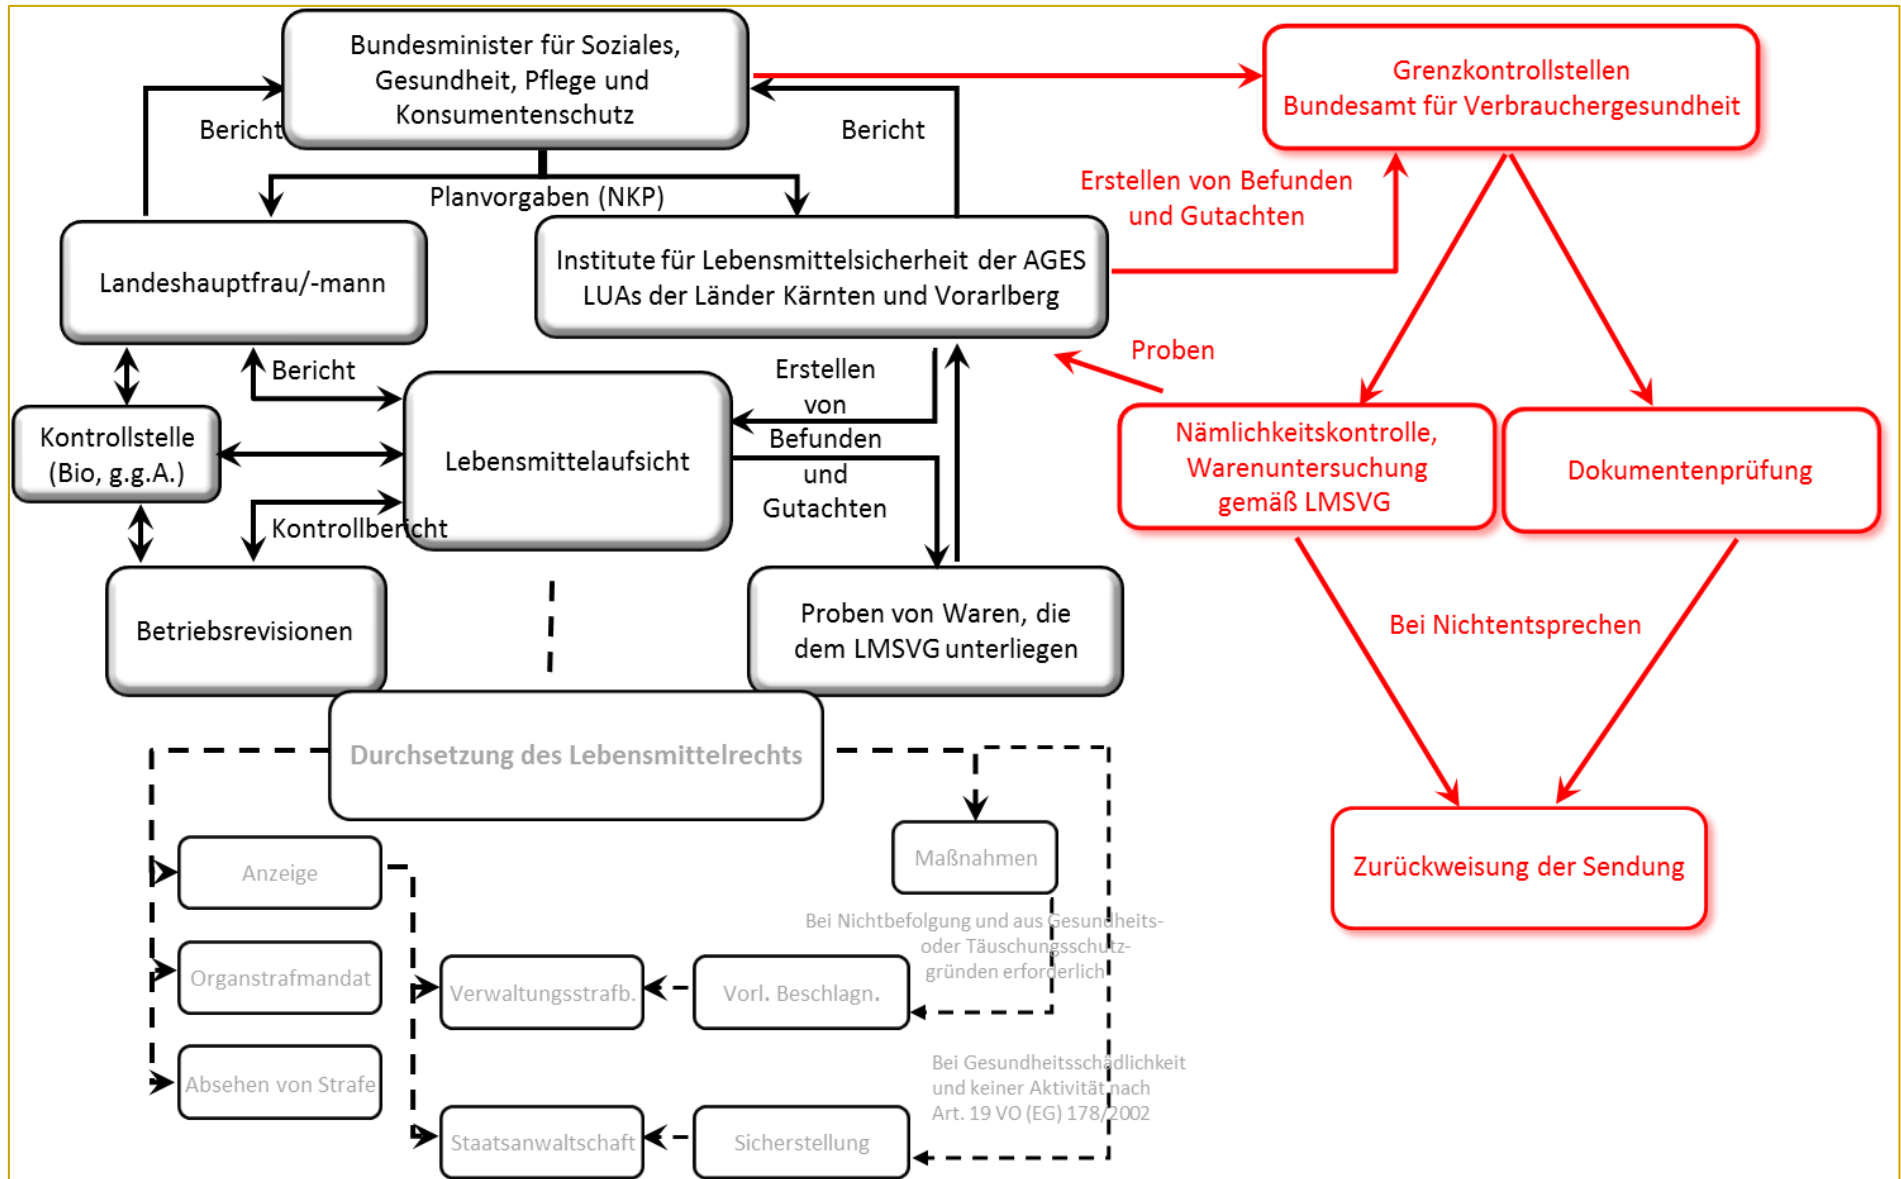 Bundesminister für Soziales,
Gesundheit, Pflege und
Konsumentenschutz
Grenzkontrollstellen
Bundesamt für Verbrauchergesundheit
Bericht
Bericht
Planvorgaben (NKP)
Erstellen von Befunden
und Gutachten
Landeshauptfrau/-mann
Institute für Lebensmittelsicherheit der AGES
LUAs der Länder Kärnten und Vorarlberg
Proben
Bericht
Erstellen
von
Befunden
und
Gutachten
Kontrollstelle
(Bio, g.g.A.)
Lebensmittelaufsicht
Nämlichkeitskontrolle,
Warenuntersuchung
gemäß LMSVG
Dokumentenprüfung
Kontrollbericht
Betriebsrevisionen
Proben von Waren, die
dem LMSVG unterliegen
Bei Nichtentsprechen
Durchsetzung des Lebensmittelrechts
Anzeige
Maßnahmen
Zurückweisung der Sendung
Bei Nichtbefolgung und aus Gesundheits-
oder Täuschungsschutz-
gründen erforderlich
Organstrafmandat
Verwaltungsstrafb.
Vorl. Beschlagn.
Absehen von Strafe
Bei Gesundheitsschädlichkeit
und keiner Aktivität nach
Art. 19 VO (EG) 178/2002
Staatsanwaltschaft
Sicherstellung